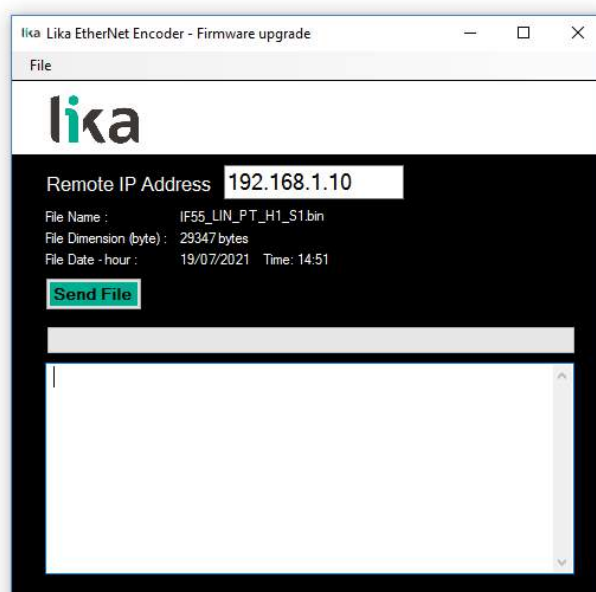 lika Lika EtherNet Encoder - Firmware upgrade
File
lika
Remote IP Address 192.168.1.10
File Name : IF55_LIN_PT_H1_S1.bin
File Dimension (byte) : 29347 bytes
File Date - hour : 19/07/2021 Time: 14:51
Send File